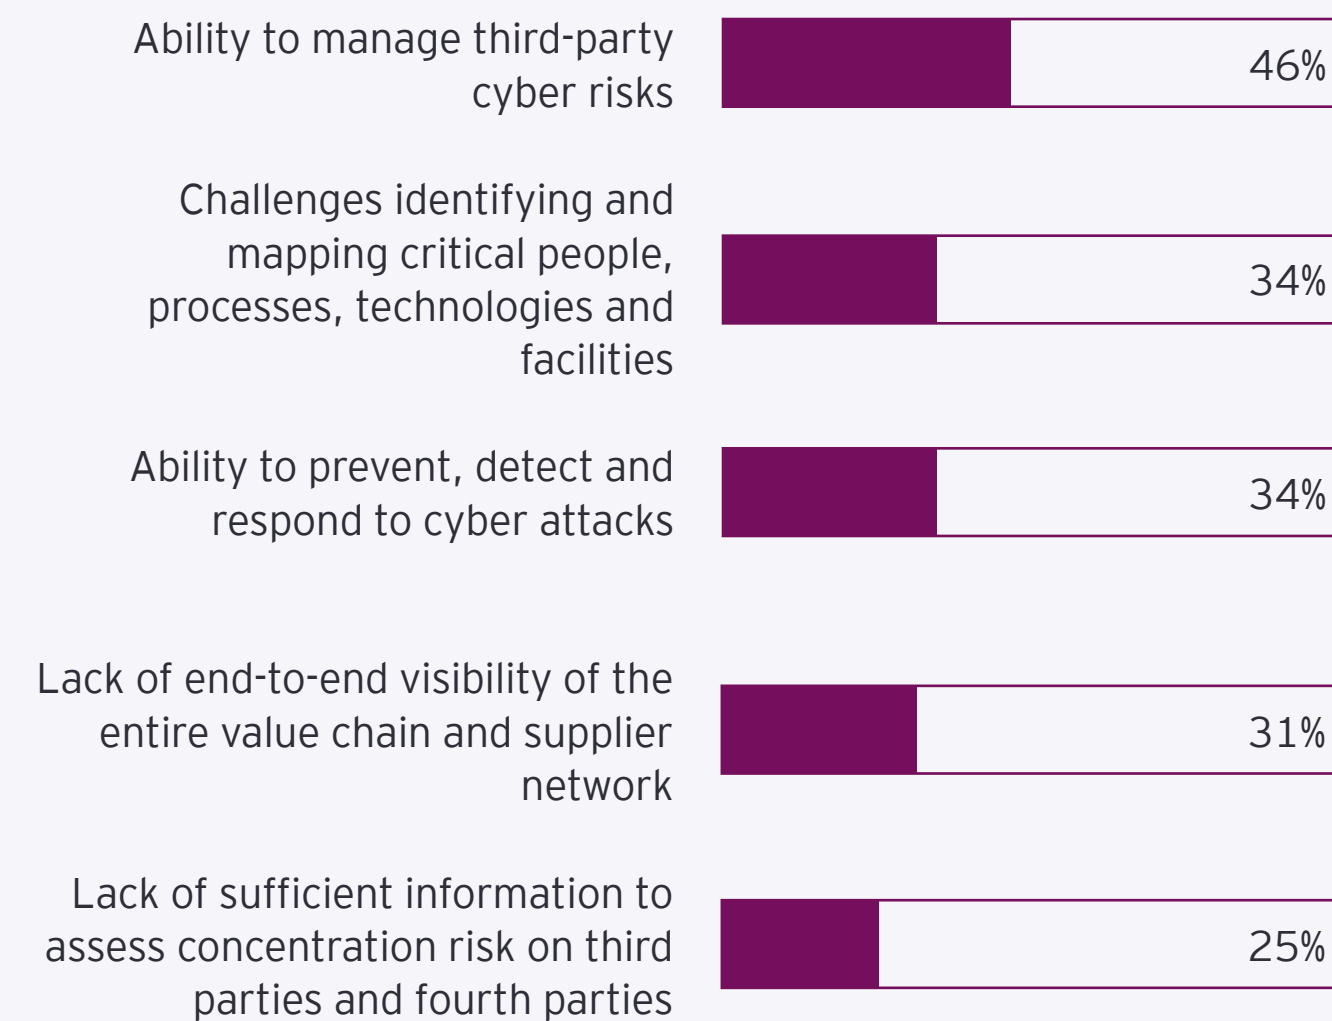 Ability to manage third-party
cyber risks
46%
Challenges identifying and
mapping critical people,
processes, technologies and
facilities
34%
Ability to prevent, detect and
respond to cyber attacks
34%
Lack of end-to-end visibility of the
entire value chain and supplier
network
31%
Lack of sufficient information to
assess concentration risk on third
parties and fourth parties
25%